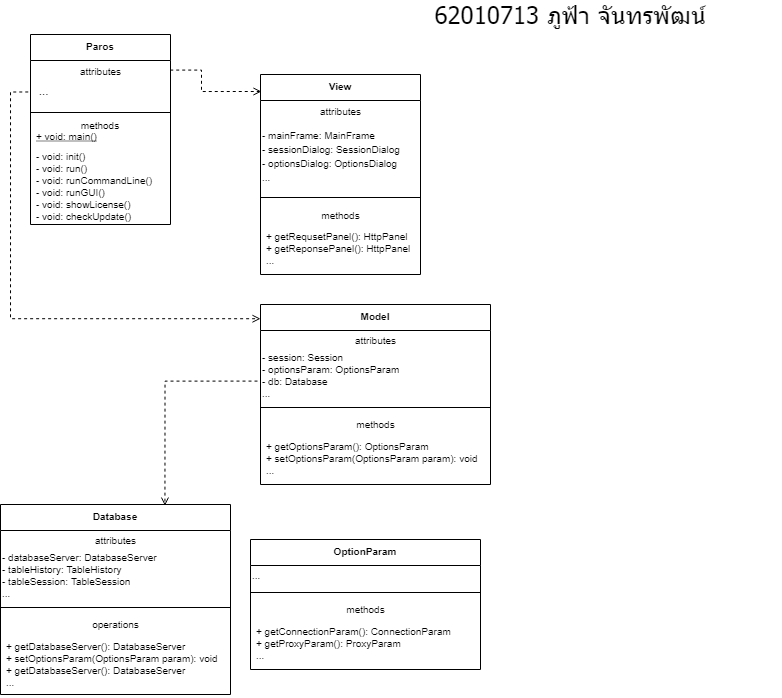 62010713 ภูฟ้า จันทรพัฒน์
Paros
attributes
...
methods
+ void: main()
- void: init()
- void: run()
- void: runCommandLine()
- void: runGUI()
- void: showLicense()
- void: checkUpdate()
View
attributes
- mainFrame: MainFrame
- sessionDialog: SessionDialog
- optionsDialog: OptionsDialog
...
methods
+ getRequsetPanel(): HttpPanel
+ getReponsePanel(): HttpPanel
...
Model
attributes
- session: Session
- optionsParam: OptionsParam
- db: Database
...
methods
+ getOptionsParam(): OptionsParam
+ setOptionsParam(OptionsParam param): void
...
Database
attributes
- databaseServer: DatabaseServer
- tableHistory: TableHistory
- tableSession: TableSession
...
operations
+ getDatabaseServer(): DatabaseServer
+ setOptionsParam(OptionsParam param): void
+ getDatabaseServer(): DatabaseServer
...
OptionParam
...
methods
+ getConnectionParam(): ConnectionParam
+ getProxyParam(): ProxyParam
...